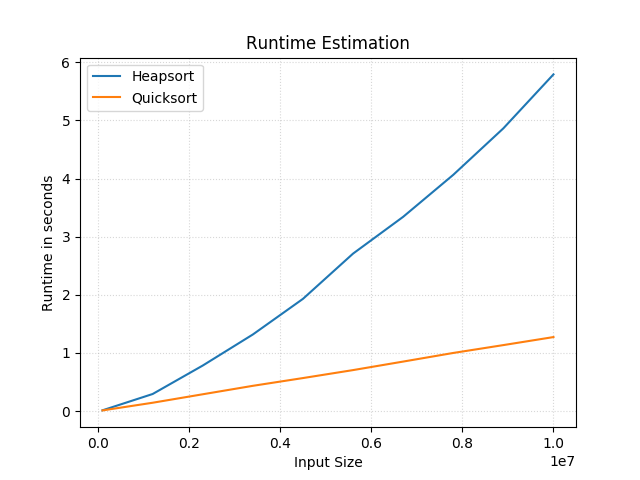 Runtime Estimation
Heapsort
Quicksort
6
5
4
3
2
1
0
Runtime in seconds
0.0 0.2 0.4 0.6 0.8 1.0
1e7
Input Size